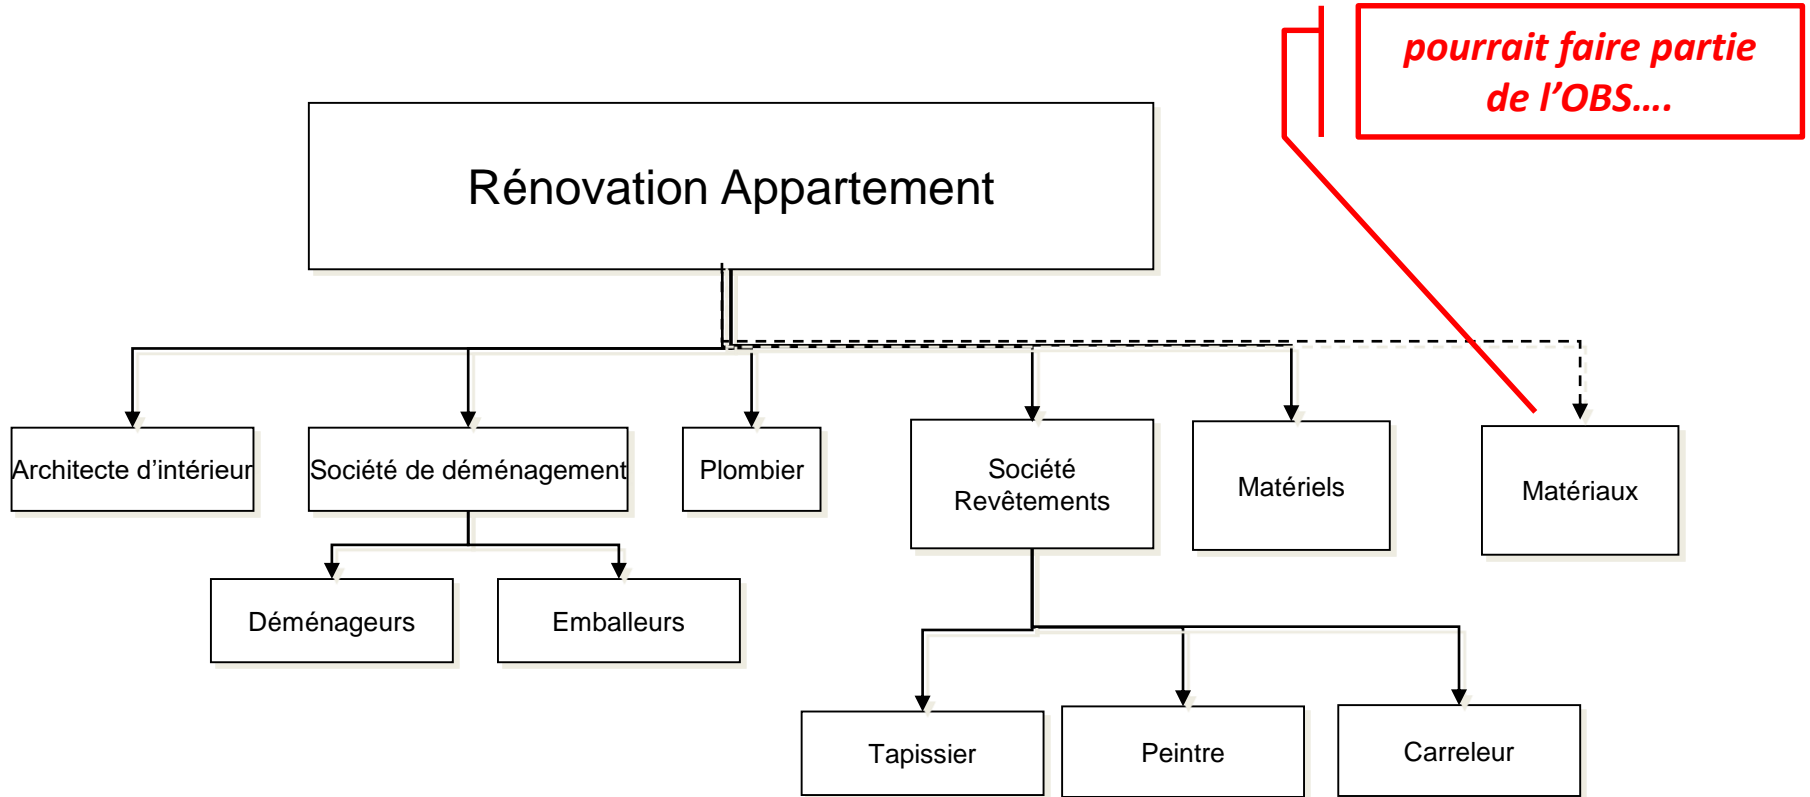 pourrait faire partie
de l’OBS....
Rénovation Appartement
Architecte d’intérieur
Société de déménagement
Plombier
Société
Revêtements
Matériels
Matériaux
Déménageurs
Emballeurs
Tapissier
Peintre
Carreleur